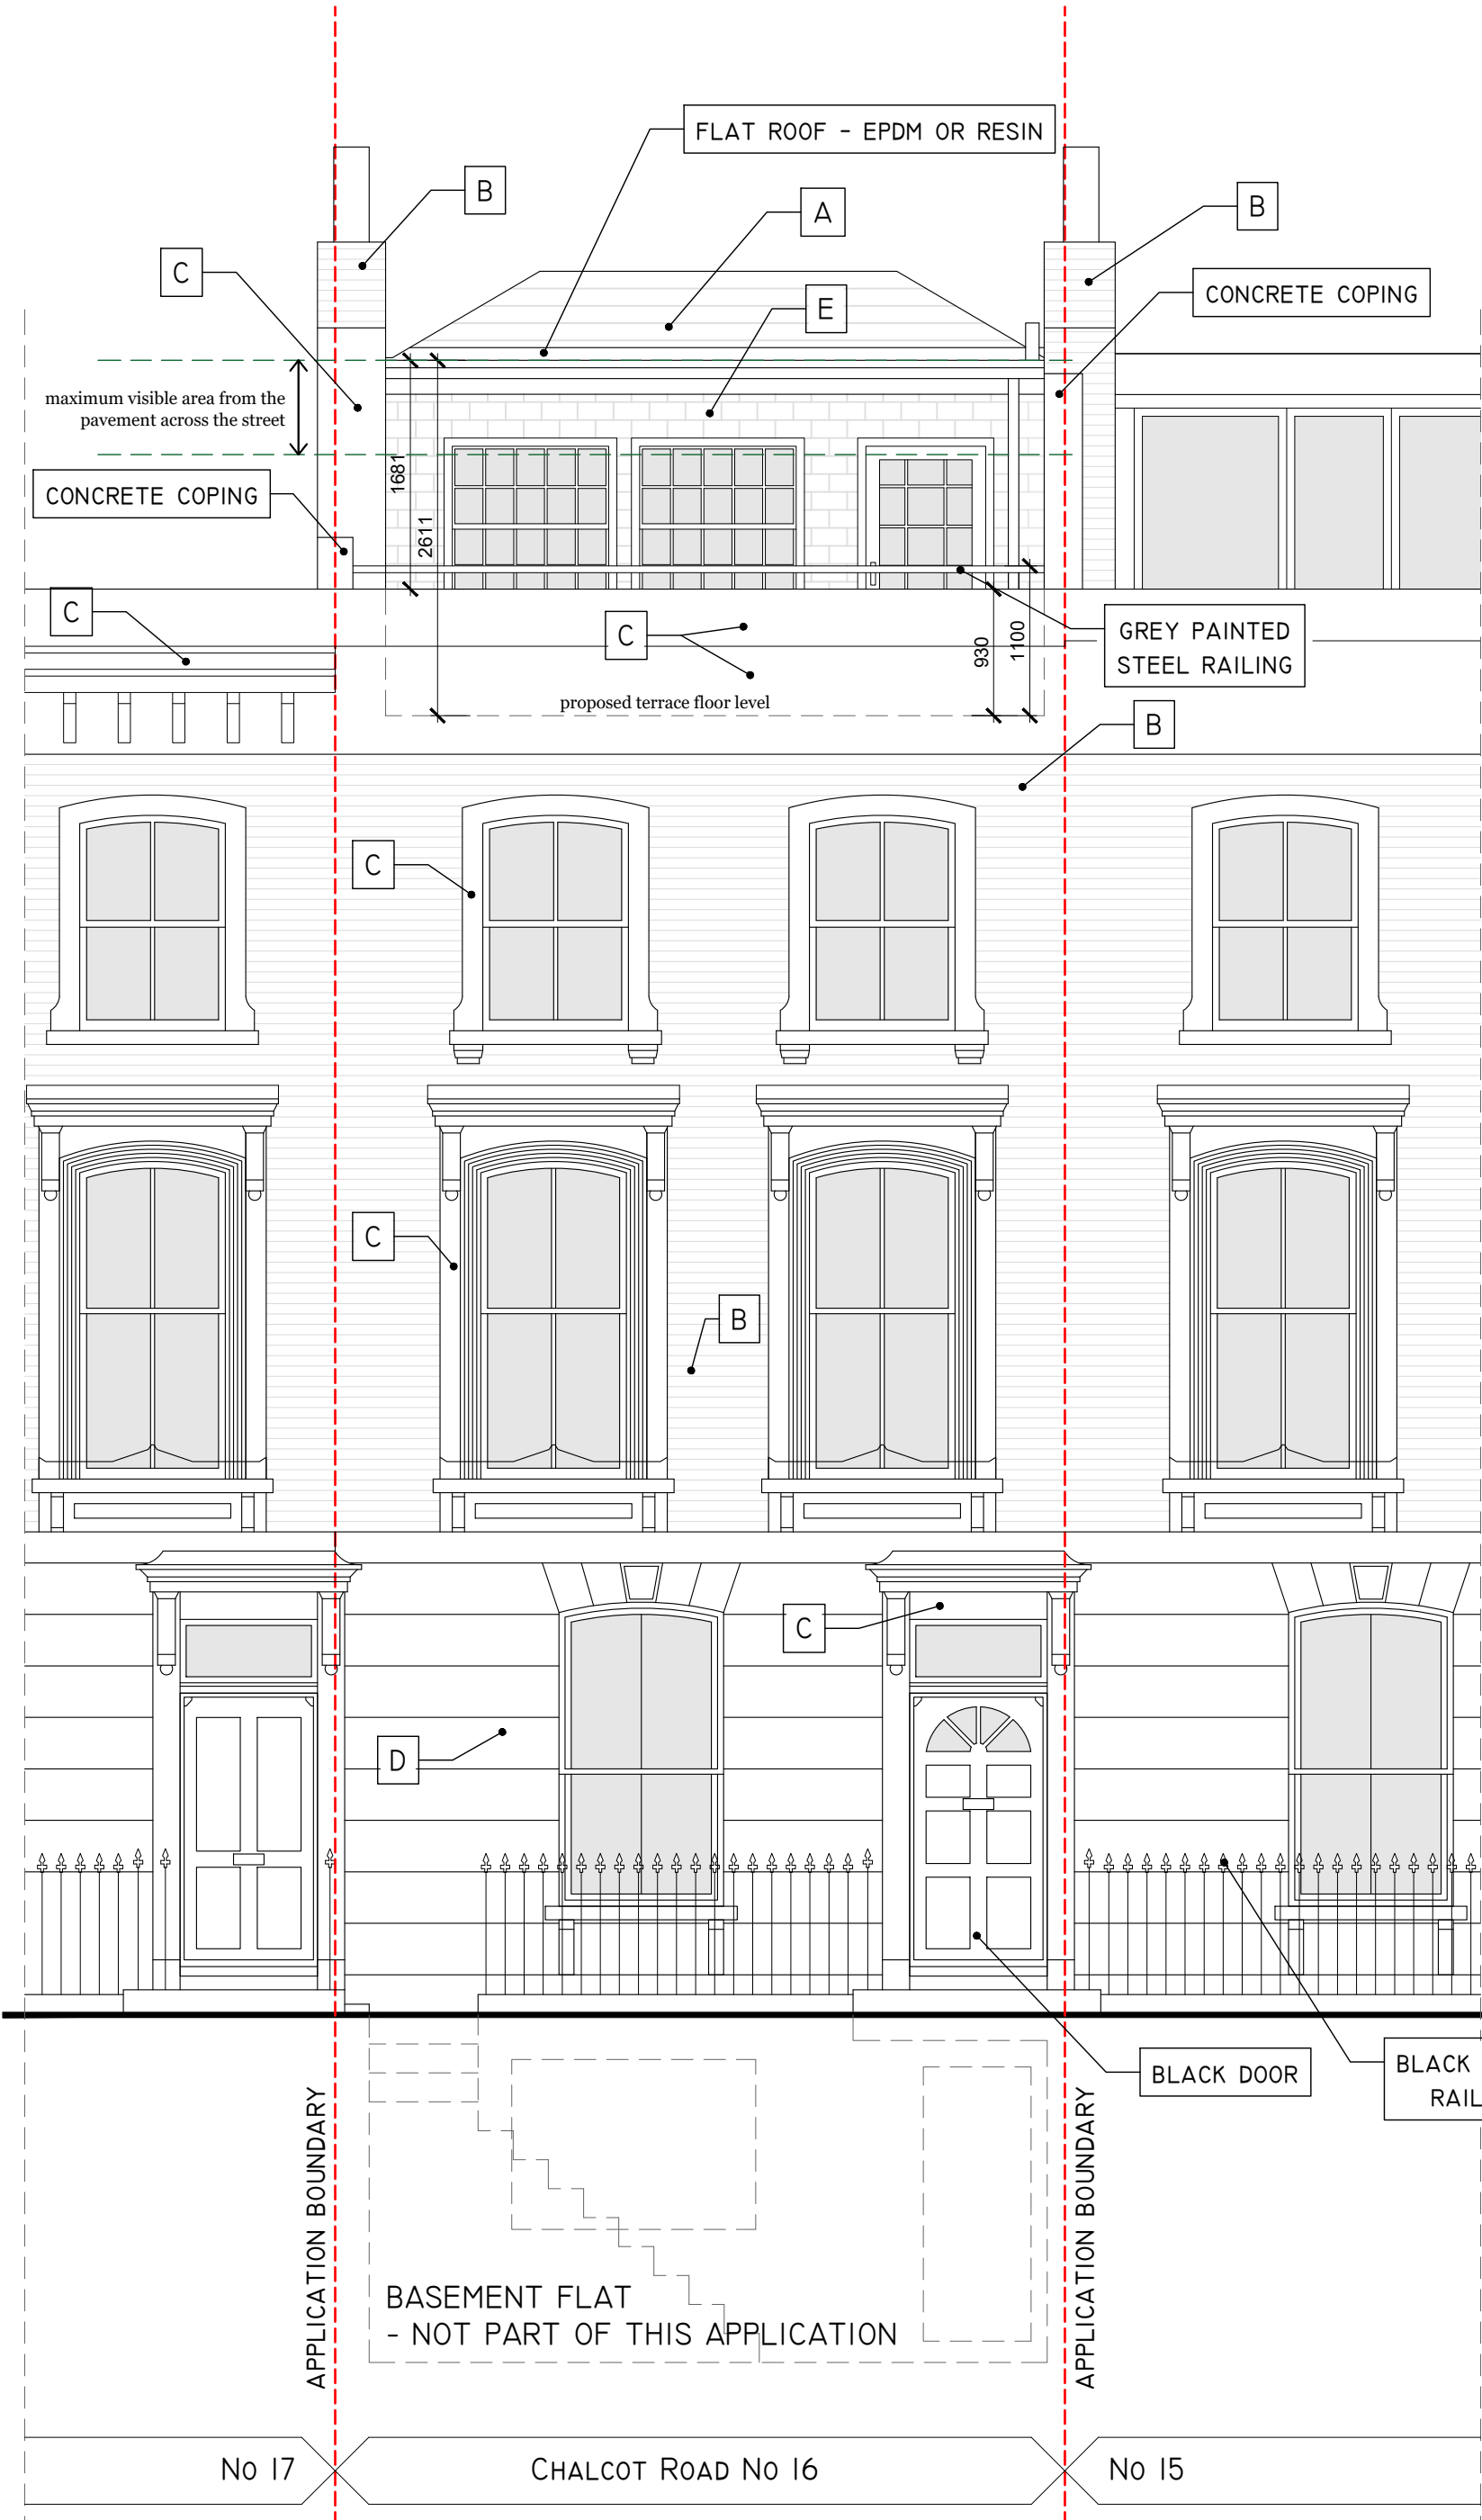 FLAT ROOF - EPDM OR RESIN
B
A
B
C
CONCRETE COPING
E
maximum visible area from the
pavement across the street
1681
CONCRETE COPING
2611
C
C
GREY PAINTED
STEEL RAILING
930
1100
proposed terrace floor level
B
C
C
B
C
D
BLACK DOOR
BLACK
RAIL
APPLICATION BOUNDARY
APPLICATION BOUNDARY
BASEMENT FLAT
- NOT PART OF THIS APPLICATION
No 17
CHALCOT ROAD No 16
No 15